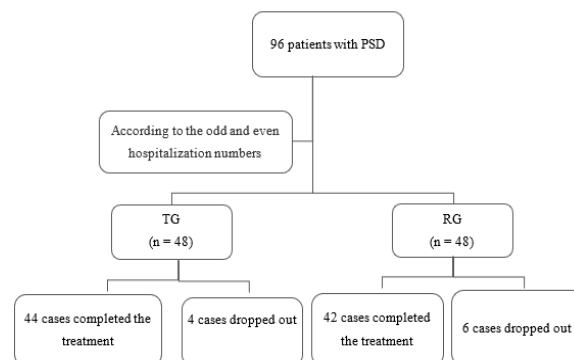 96 patients with PSD
According to the odd and even
hospitalization numbers
TG
(n = 48)
RG
(n = 48)
44 cases completed the
treatment
4 cases dropped out
42 cases completed
the treatment
6 cases dropped out